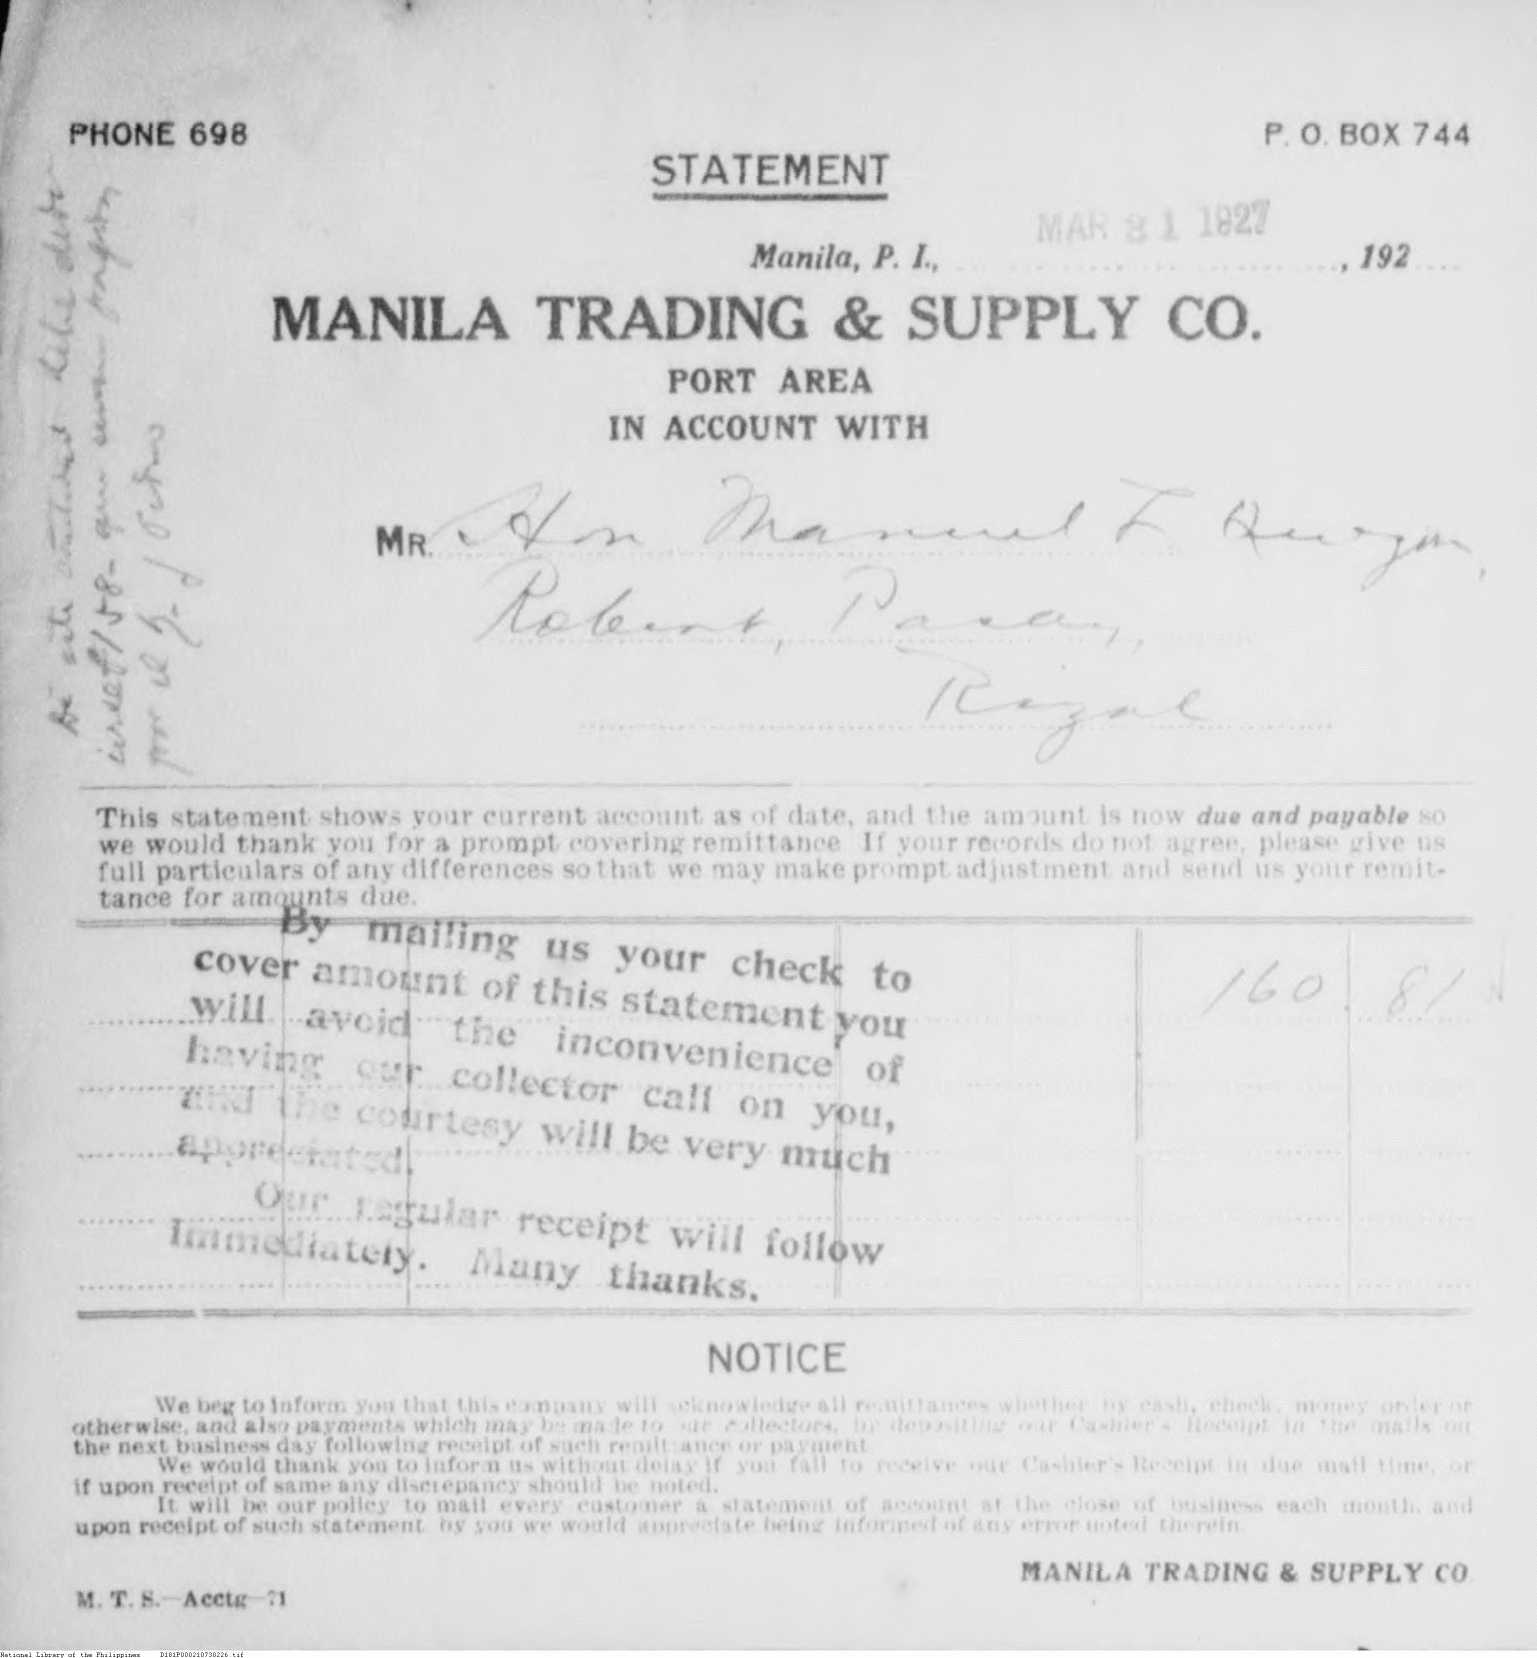 PHONE 698
P. O. BOX 744
STATEMENT
MAR 31 1927
Manila, P. I., , 192
MANILA TRADING & SUPPLY CO.
PORT AREA
IN ACCOUNT WITH
MR. Hon Manuel L
Pasay,
Rizal
This statement shows your current account as of date, and the amount is now due and payable so
we would thank you for a prompt covering remittance If your records do not agree, please give us
full particulars of any differences so that we may make prompt adjustment and send us your remit-
tance for amounts due.
By mailing us your check to
cover amount of this statement you
will avoid the inconvenience of
having our collector call on you,
and the courtesy will be very much
appreciated.
160.81
Our regular receipt will follow
Immediately. Many thanks.
NOTICE
We beg to inform you that this company will acknowledge all remittances whether by cash, check, money order or
otherwise, and also payments which may be made to our collectors, by depositing our Cashier's Receipt in the mails on
the next business day following receipt of such remittance or payment
We would thank you to inform us without delay if you fail to receive our Cashier's Receipt in due mail time, or
if upon receipt of same any discrepancy should be noted.
It will be our policy to mail every customer a statement of account at the close of business each month, and
upon receipt of such statement by you we would appreciate being informed of any error noted therein.
MANILA TRADING & SUPPLY CO
M. T. S.—Acctg—71
National Library of the Philippines D181P000210738226.tif